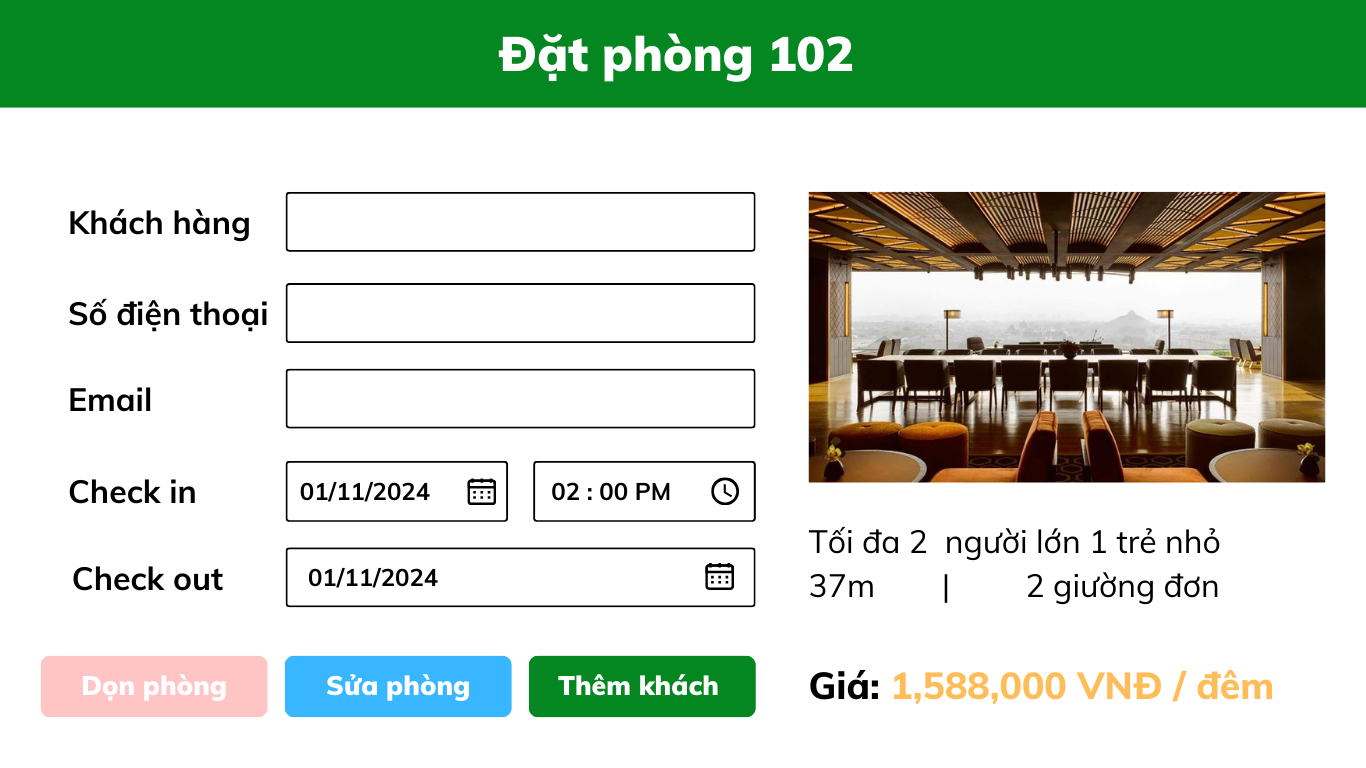 Đặt phòng 102
Khách hàng
Số điện thoại
Email
Check in
01/11/2024
02 : 00 PM
Check out
01/11/2024
Dọn phòng
Sửa phòng
Thêm khách
Tối đa 2 người lớn 1 trẻ nhỏ
37m | 2 giường đơn
Giá: 1,588,000 VNĐ / đêm